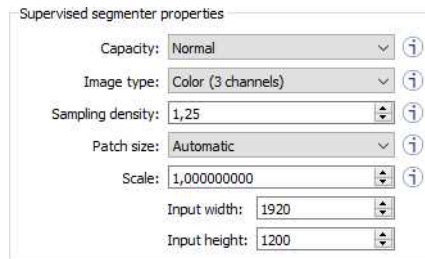 Supervised segmenter properties
Capacity: Normal
Image type: Color (3 channels)
Sampling density: 1,25
Patch size: Automatic
Scale: 1,000000000
Input width: 1920
Input height: 1200